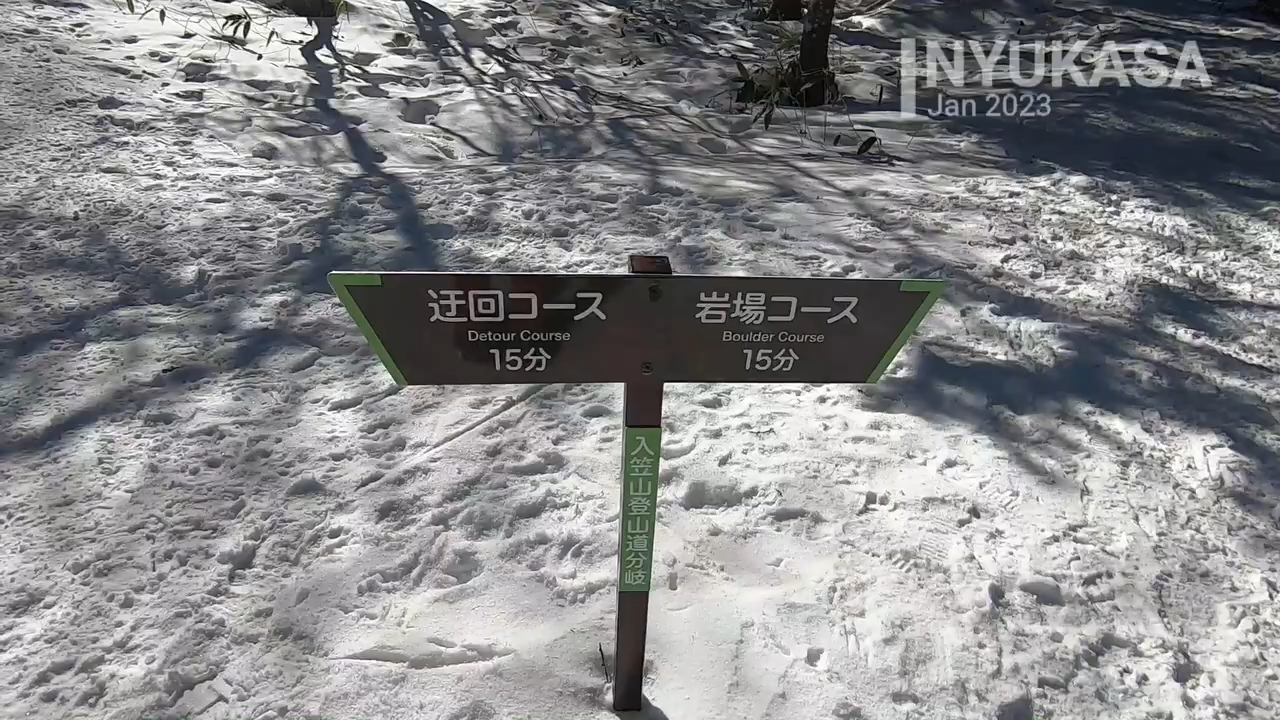 NYUKASA
Jan 2023
迂回コース
Detour Course
15分
岩場コース
Boulder Course
15分
入笠山登山道分岐